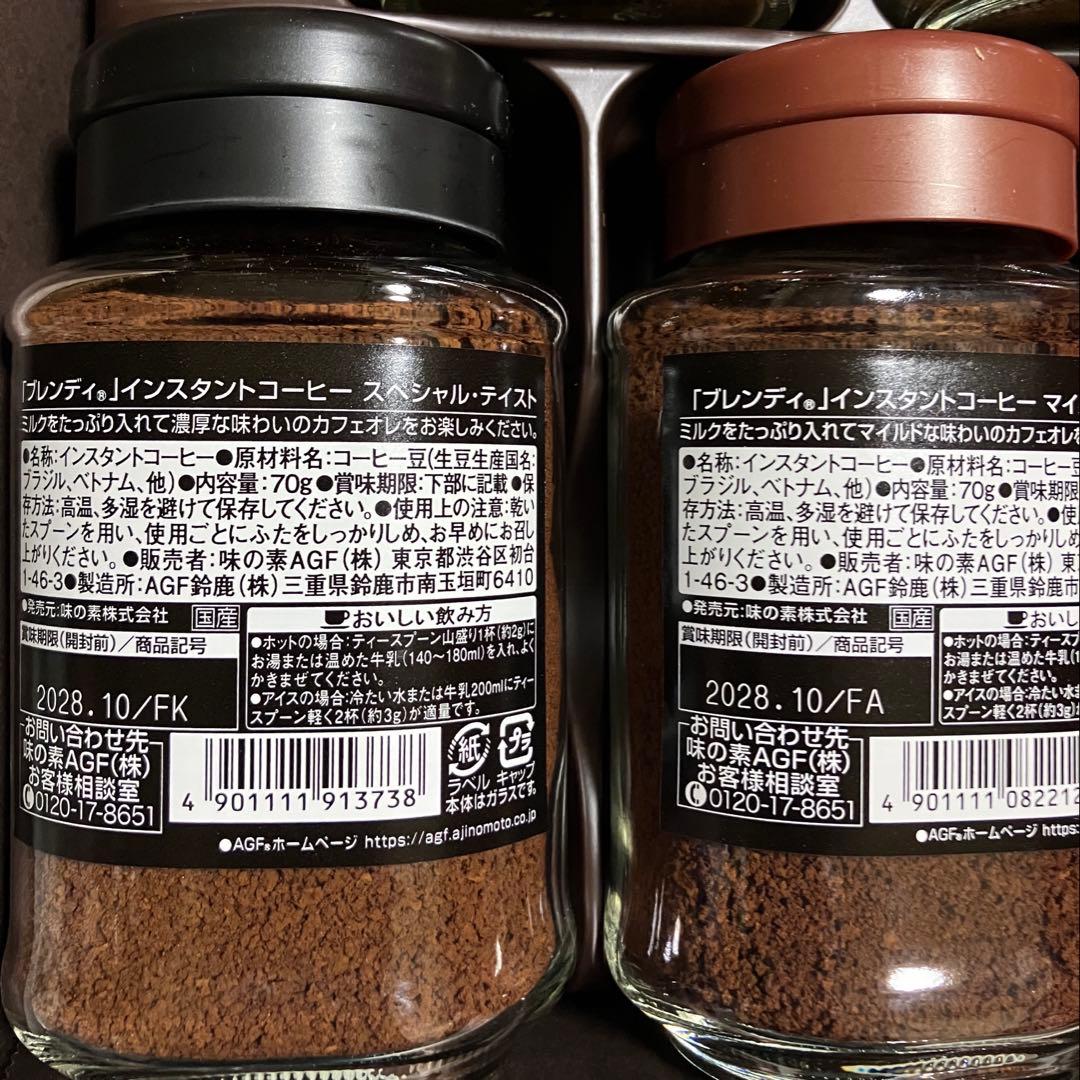 「ブレンディ®」インスタントコーヒー スペシャル・テイスト
ミルクをたっぷり入れて濃厚な味わいのカフェオレをお楽しみください。
●名称:インスタントコーヒー●原材料名:コーヒー豆(生豆生産国名:
ブラジル、ベトナム、他)●内容量:70g●賞味期限:下部に記載 ●保
存方法:高温、多湿を避けて保存してください。●使用上の注意:乾い
たスプーンを用い、使用ごとにふたをしっかりしめ、お早めにお召し
上がりください。●販売者:味の素AGF(株) 東京都渋谷区初台
1-46-3●製造所:AGF鈴鹿(株)三重県鈴鹿市南玉垣町6410
●発売元:味の素株式会社 国産
賞味期限(開封前)/商品記号
2028.10/FK
おいしい飲み方
●ホットの場合:ティースプーン山盛り1杯(約2g)に
お湯または温めた牛乳(140〜180ml)を入れ、よく
かきまぜてください。
●アイスの場合:冷たい水または牛乳200mlにティー
スプーン軽く2杯(約3g)が適量です。
お問い合わせ先
味の素AGF(株)
お客様相談室
0120-17-8651
4 901111 913738
紙 プラ
ラベル キャップ
本体はガラスです。
●AGF®ホームページ https://agf.ajinomoto.co.jp
「ブレンディ®」インスタントコーヒー マイ
ミルクをたっぷり入れてマイルドな味わいのカフェオレを
●名称:インスタントコーヒー●原材料名:コーヒー豆
ブラジル、ベトナム、他)●内容量:70g●賞味期限
存方法:高温、多湿を避けて保存してください。●使
たスプーンを用い、使用ごとにふたをしっかりしめ
上がりください。●販売者:味の素AGF(株) 東
1-46-3●製造所:AGF鈴鹿(株)三重県鈴鹿市
●発売元:味の素株式会社 国産
賞味期限(開封前)/商品記号
2028.10/FA
おいし
●ホットの場合:ティースプ
お湯または温めた牛乳(1
かきまぜてください。
●アイスの場合:冷たい水
スプーン軽く2杯(約3g)
お問い合わせ先
味の素AGF(株)
お客様相談室
0120-17-8651
4 901111 08221
●AGF®ホームページ https